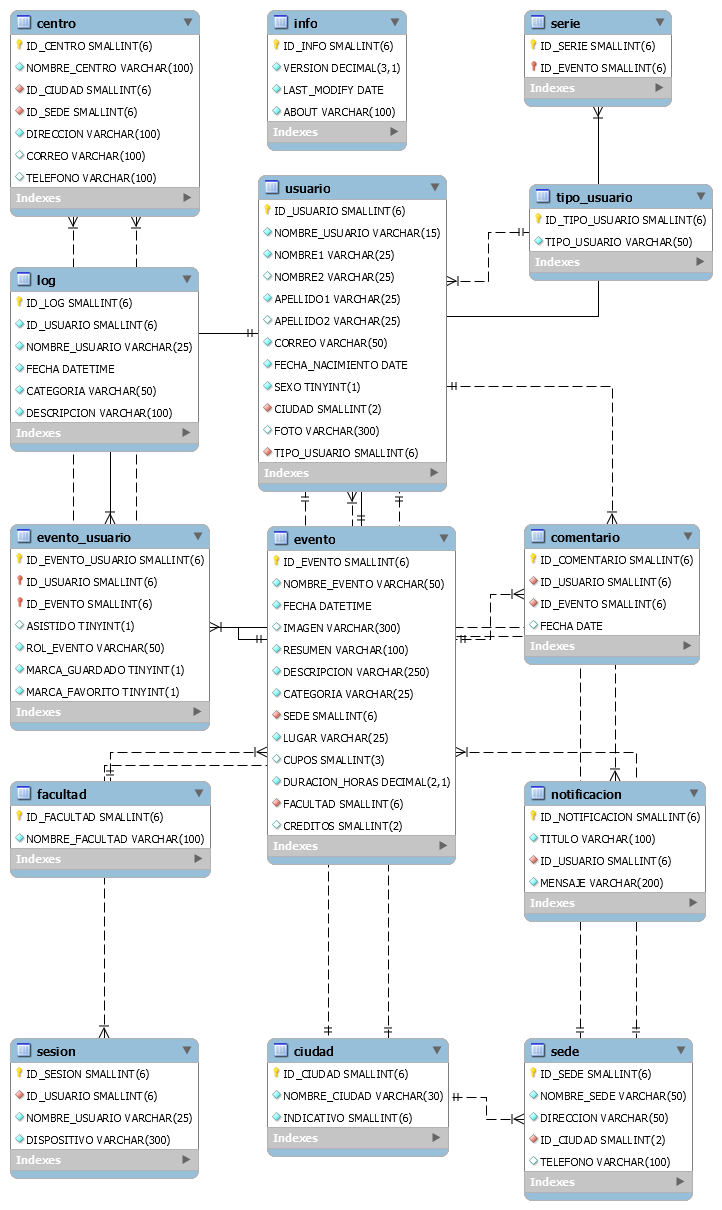 centro
ID_CENTRO SMALLINT(6)
NOMBRE_CENTRO VARCHAR(100)
ID_CIUDAD SMALLINT(6)
ID_SEDE SMALLINT(6)
DIRECCION VARCHAR(100)
CORREO VARCHAR(100)
TELEFONO VARCHAR(100)
Indexes
info
ID_INFO SMALLINT(6)
VERSION DECIMAL(3,1)
LAST_MODIFY DATE
ABOUT VARCHAR(100)
Indexes
serie
ID_SERIE SMALLINT(6)
ID_EVENTO SMALLINT(6)
Indexes
usuario
ID_USUARIO SMALLINT(6)
NOMBRE_USUARIO VARCHAR(15)
NOMBRE1 VARCHAR(25)
NOMBRE2 VARCHAR(25)
APELLIDO1 VARCHAR(25)
APELLIDO2 VARCHAR(25)
CORREO VARCHAR(50)
FECHA_NACIMIENTO DATE
SEXO TINYINT(1)
CIUDAD SMALLINT(2)
FOTO VARCHAR(300)
TIPO_USUARIO SMALLINT(6)
Indexes
tipo_usuario
ID_TIPO_USUARIO SMALLINT(6)
TIPO_USUARIO VARCHAR(50)
Indexes
log
ID_LOG SMALLINT(6)
ID_USUARIO SMALLINT(6)
NOMBRE_USUARIO VARCHAR(25)
FECHA DATETIME
CATEGORIA VARCHAR(50)
DESCRIPCION VARCHAR(100)
Indexes
evento_usuario
ID_EVENTO_USUARIO SMALLINT(6)
ID_USUARIO SMALLINT(6)
ID_EVENTO SMALLINT(6)
ASISTIDO TINYINT(1)
ROL_EVENTO VARCHAR(50)
MARCA_GUARDADO TINYINT(1)
MARCA_FAVORITO TINYINT(1)
Indexes
evento
ID_EVENTO SMALLINT(6)
NOMBRE_EVENTO VARCHAR(50)
FECHA DATETIME
IMAGEN VARCHAR(300)
RESUMEN VARCHAR(100)
DESCRIPCION VARCHAR(250)
CATEGORIA VARCHAR(25)
SEDE SMALLINT(6)
LUGAR VARCHAR(25)
CUPOS SMALLINT(3)
DURACION_HORAS DECIMAL(2,1)
FACULTAD SMALLINT(6)
CREDITOS SMALLINT(2)
Indexes
comentario
ID_COMENTARIO SMALLINT(6)
ID_USUARIO SMALLINT(6)
ID_EVENTO SMALLINT(6)
FECHA DATE
Indexes
facultad
ID_FACULTAD SMALLINT(6)
NOMBRE_FACULTAD VARCHAR(100)
Indexes
notificacion
ID_NOTIFICACION SMALLINT(6)
TITULO VARCHAR(100)
ID_USUARIO SMALLINT(6)
MENSAJE VARCHAR(200)
Indexes
sesion
ID_SESION SMALLINT(6)
ID_USUARIO SMALLINT(6)
NOMBRE_USUARIO VARCHAR(25)
DISPOSITIVO VARCHAR(300)
Indexes
ciudad
ID_CIUDAD SMALLINT(6)
NOMBRE_CIUDAD VARCHAR(30)
INDICATIVO SMALLINT(6)
Indexes
sede
ID_SEDE SMALLINT(6)
NOMBRE_SEDE VARCHAR(50)
DIRECCION VARCHAR(50)
ID_CIUDAD SMALLINT(2)
TELEFONO VARCHAR(100)
Indexes